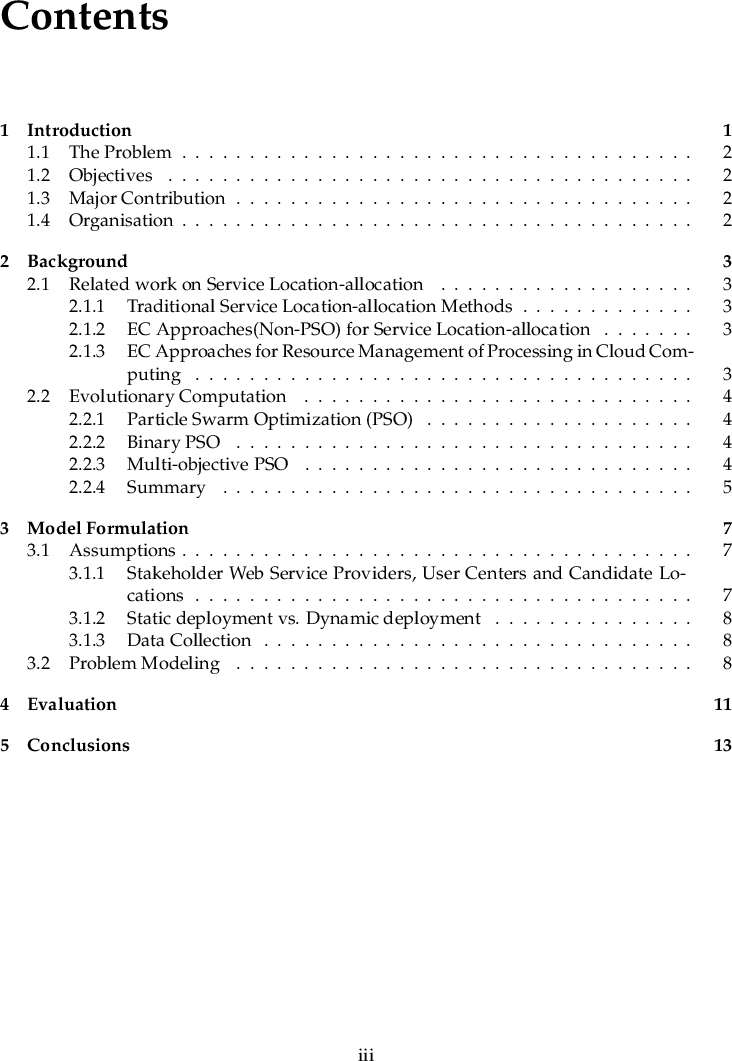 Contents
1 Introduction 1
1.1 The Problem . . . . . . . . . . . . . . . . . . . . . . . . . . . . . . . . . . . . . . 2
1.2 Objectives . . . . . . . . . . . . . . . . . . . . . . . . . . . . . . . . . . . . . . . 2
1.3 Major Contribution . . . . . . . . . . . . . . . . . . . . . . . . . . . . . . . . . . 2
1.4 Organisation . . . . . . . . . . . . . . . . . . . . . . . . . . . . . . . . . . . . . . 2
2 Background 3
2.1 Related work on Service Location-allocation . . . . . . . . . . . . . . . . . . . 3
2.1.1 Traditional Service Location-allocation Methods . . . . . . . . . . . . . 3
2.1.2 EC Approaches(Non-PSO) for Service Location-allocation . . . . . . . 3
2.1.3 EC Approaches for Resource Management of Processing in Cloud Com-
puting . . . . . . . . . . . . . . . . . . . . . . . . . . . . . . . . . . . . . 3
2.2 Evolutionary Computation . . . . . . . . . . . . . . . . . . . . . . . . . . . . . 4
2.2.1 Particle Swarm Optimization (PSO) . . . . . . . . . . . . . . . . . . . . 4
2.2.2 Binary PSO . . . . . . . . . . . . . . . . . . . . . . . . . . . . . . . . . . 4
2.2.3 Multi-objective PSO . . . . . . . . . . . . . . . . . . . . . . . . . . . . . 4
2.2.4 Summary . . . . . . . . . . . . . . . . . . . . . . . . . . . . . . . . . . . 5
3 Model Formulation 7
3.1 Assumptions . . . . . . . . . . . . . . . . . . . . . . . . . . . . . . . . . . . . . . 7
3.1.1 Stakeholder Web Service Providers, User Centers and Candidate Lo-
cations . . . . . . . . . . . . . . . . . . . . . . . . . . . . . . . . . . . . . 7
3.1.2 Static deployment vs. Dynamic deployment . . . . . . . . . . . . . . . 8
3.1.3 Data Collection . . . . . . . . . . . . . . . . . . . . . . . . . . . . . . . . 8
3.2 Problem Modeling . . . . . . . . . . . . . . . . . . . . . . . . . . . . . . . . . . 8
4 Evaluation 11
5 Conclusions 13
iii